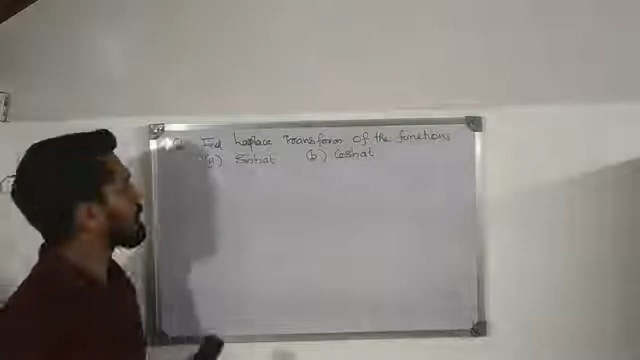 Q. Find Laplace Transform of the functions
(a) Sinhat (b) Coshat